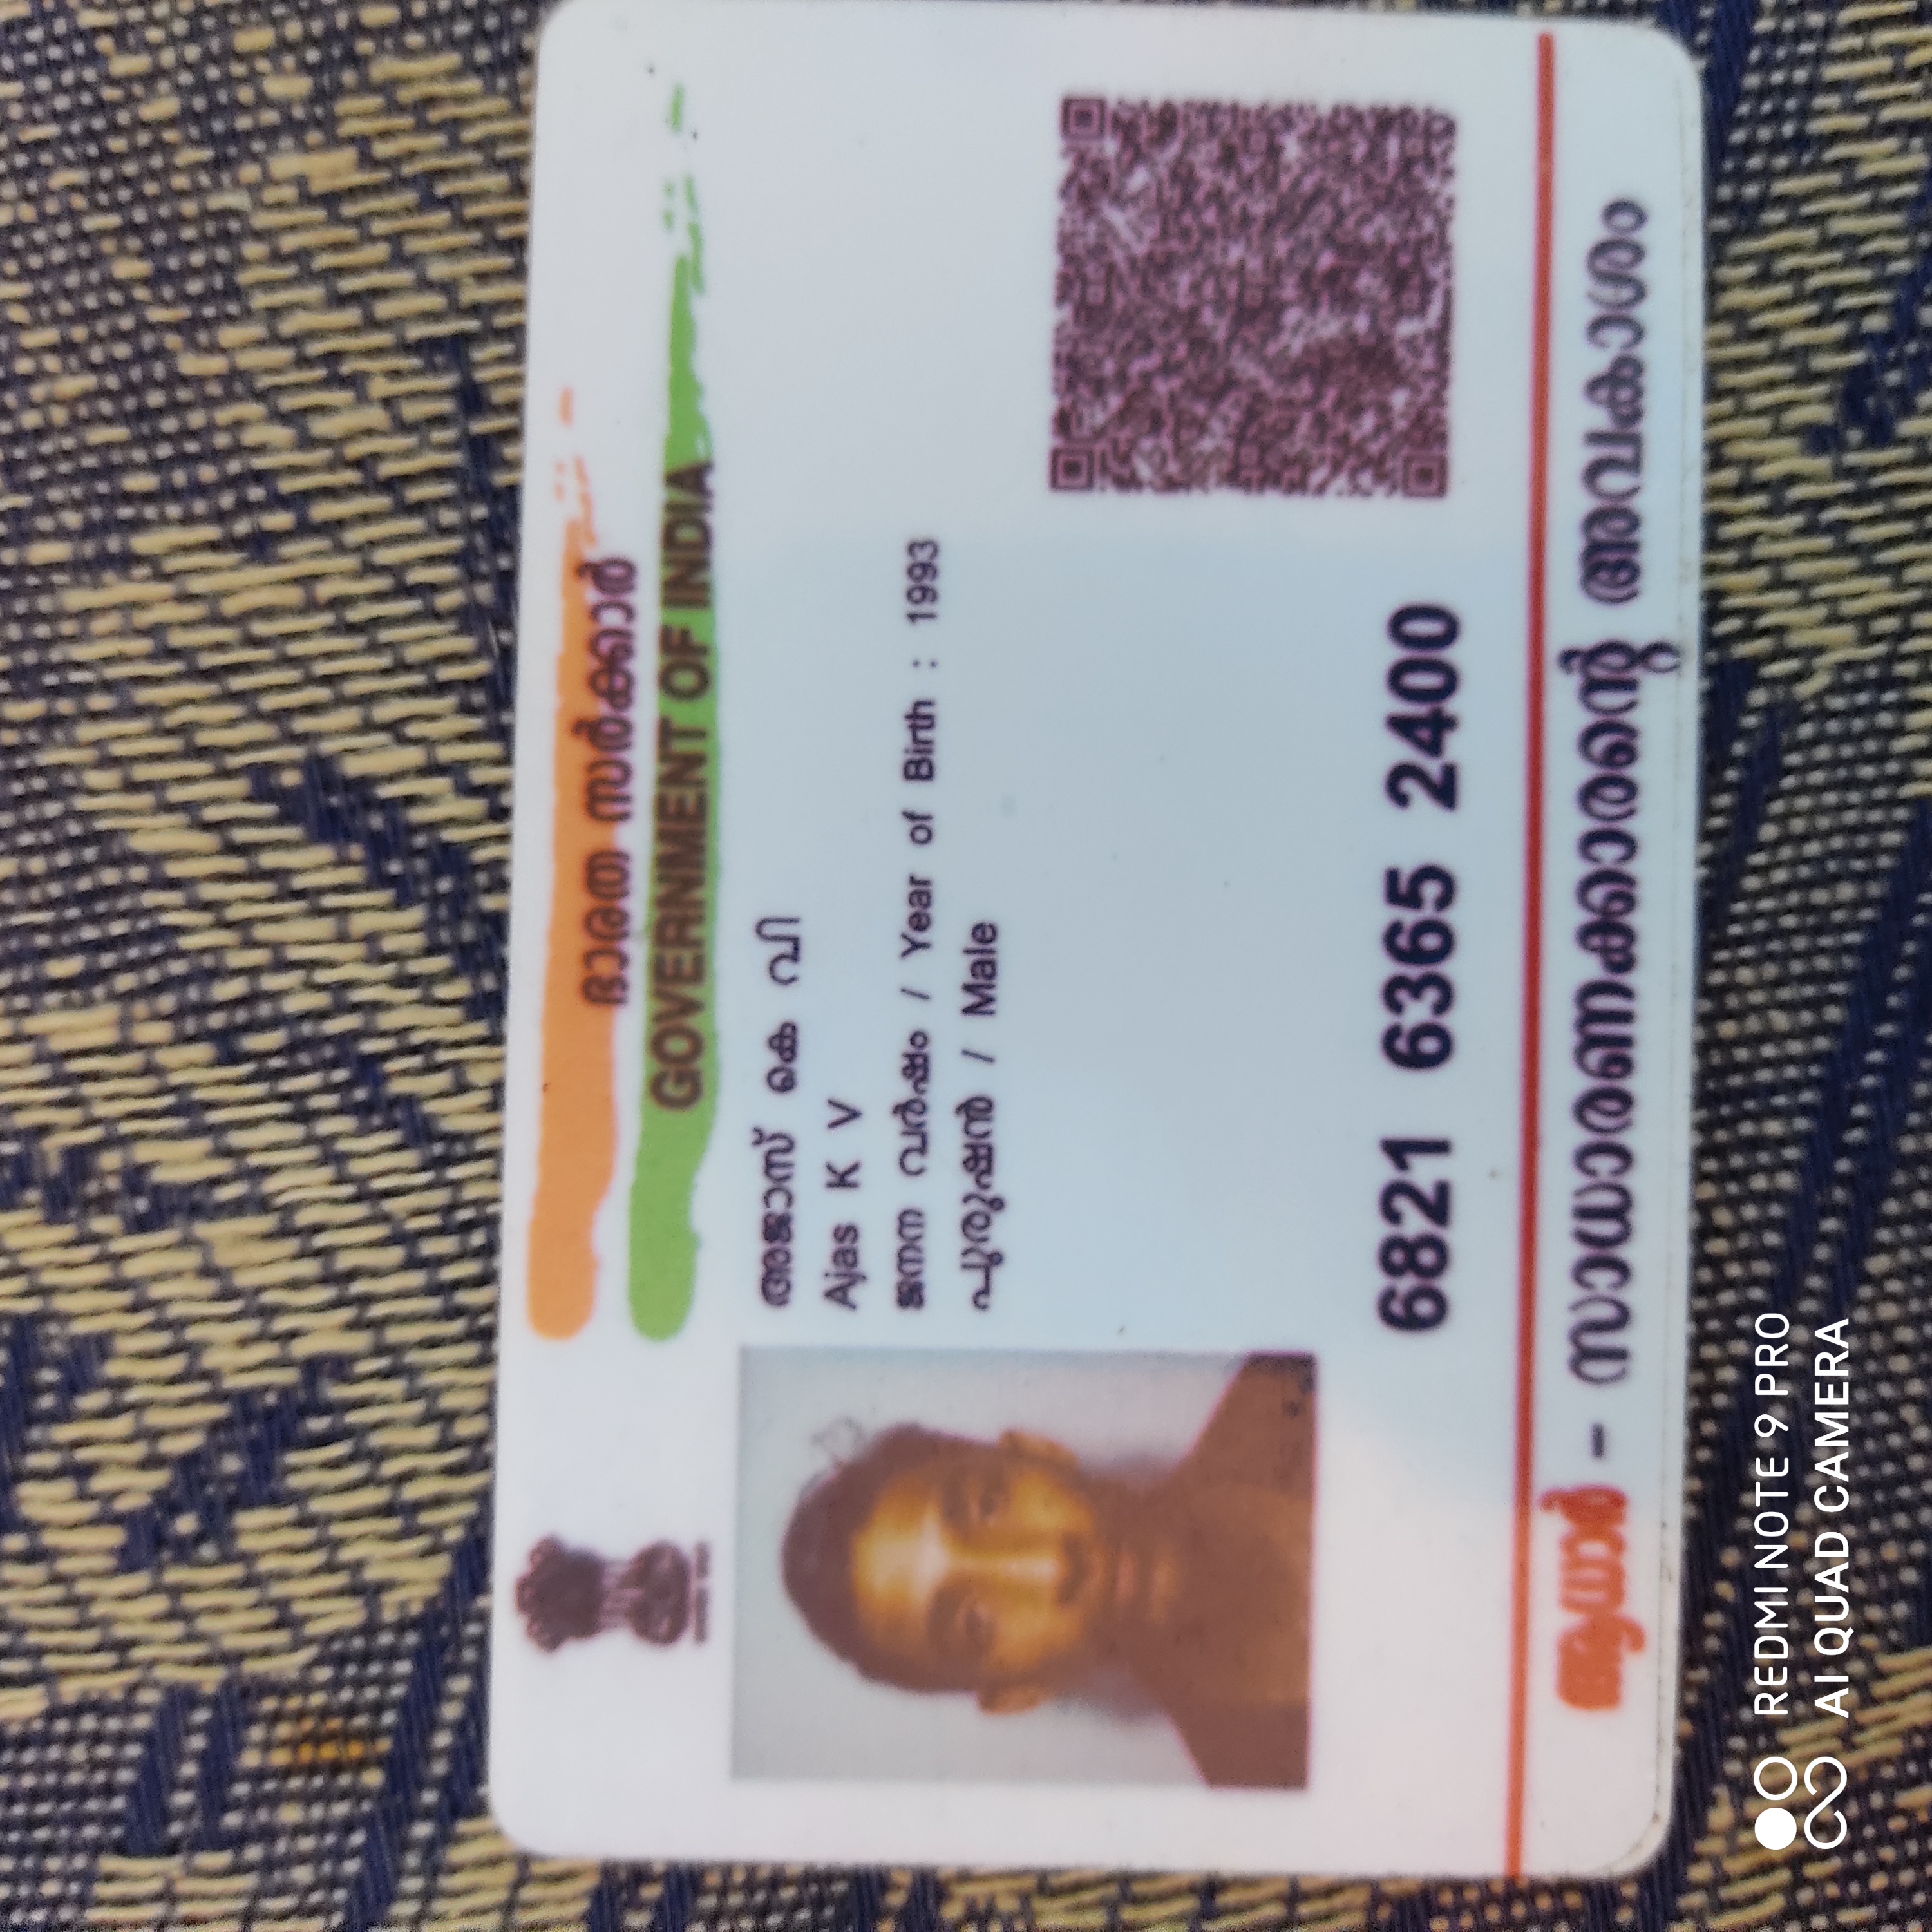 ഭാരത സർക്കാർ
GOVERNMENT OF INDIA
അജാസ് കെ വി
Ajas K V
ജനന വർഷം / Year of Birth : 1993
പുരുഷൻ / Male
6821 6365 2400
ആധാർ – സാധാരണക്കാരന്റെ അവകാശം
REDMI NOTE 9 PRO
AI QUAD CAMERA